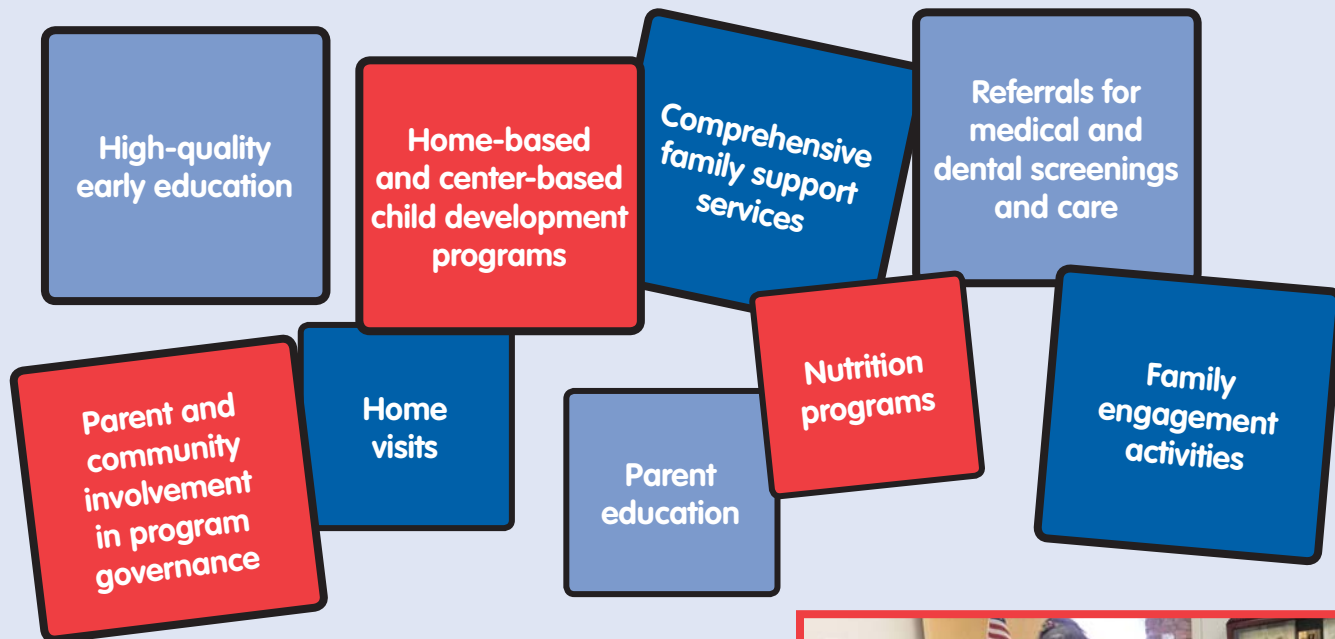 High-quality
early education
Home-based
and center-based
child development
programs
Comprehensive
family support
services
Referrals for
medical and
dental screenings
and care
Parent and
community
involvement
in program
governance
Home
visits
Parent
education
Nutrition
programs
Family
engagement
activities